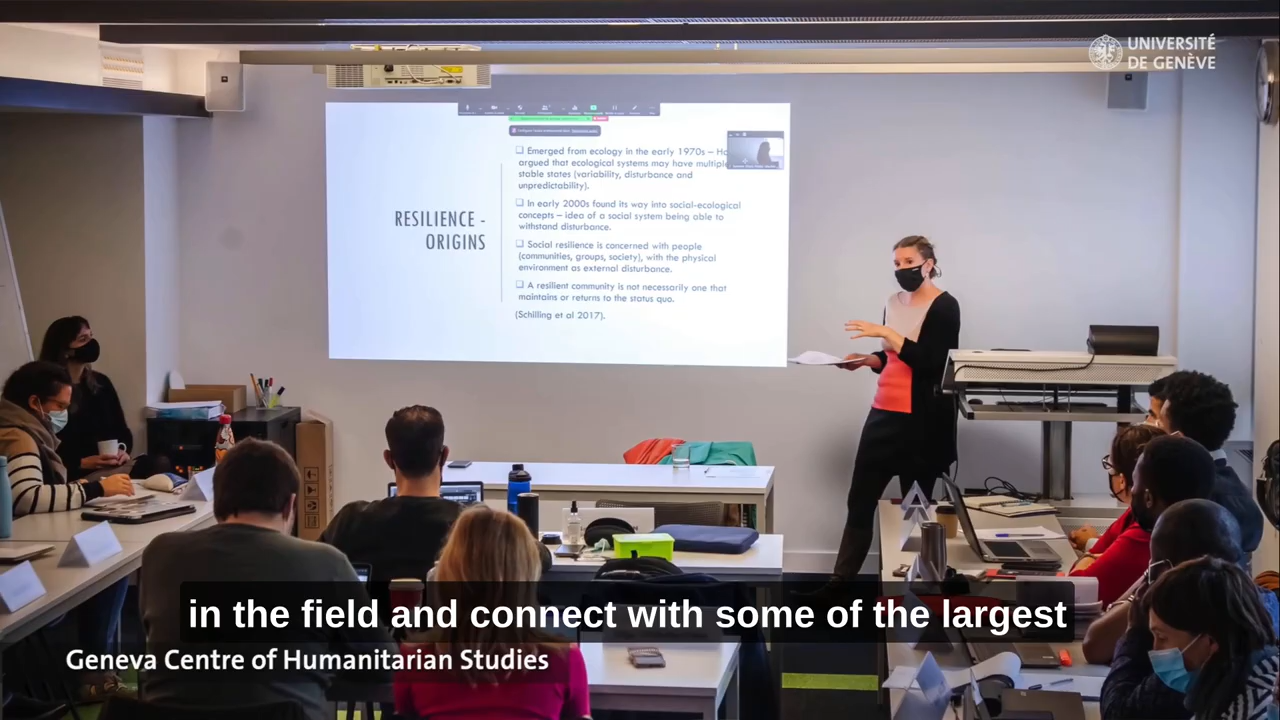 UNIVERSITÉ
DE GENÈVE
RESILIENCE -
ORIGINS
Emerged from ecology in the early 1970s –
argued that ecological systems may have multiple
stable states (variability, disturbance and
unpredictability).
In early 2000s found its way into social-ecological
concepts – idea of a social system being able to
withstand disturbance.
Social resilience is concerned with people
(communities, groups, society), with the physical
environment as external disturbance.
A resilient community is not necessarily one that
maintains or returns to the status quo.
(Schilling et al 2017).
in the field and connect with some of the largest
Geneva Centre of Humanitarian Studies